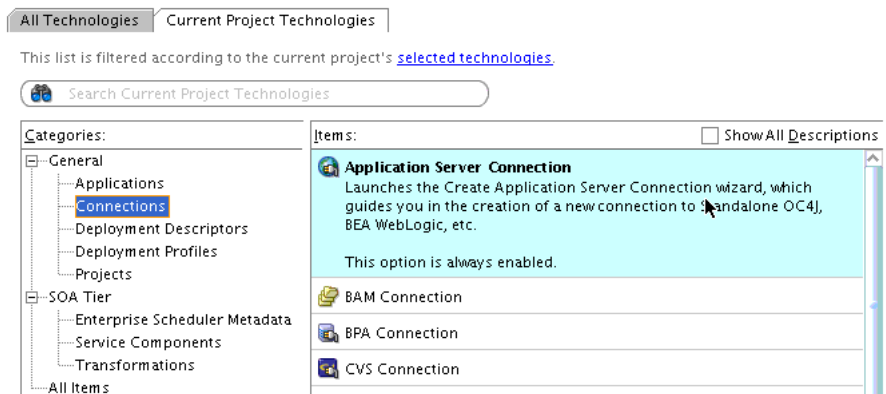 All Technologies
Current Project Technologies
This list is filtered according to the current project's selected technologies.
Search Current Project Technologies
Categories:
Items:
Show All Descriptions
General
Applications
Connections
Deployment Descriptors
Deployment Profiles
Projects
SOA Tier
Enterprise Scheduler Metadata
Service Components
Transformations
All Items
Application Server Connection
Launches the Create Application Server Connection wizard, which
guides you in the creation of a new connection to Standalone OC4J,
BEA WebLogic, etc.
This option is always enabled.
BAM Connection
BPA Connection
CVS Connection